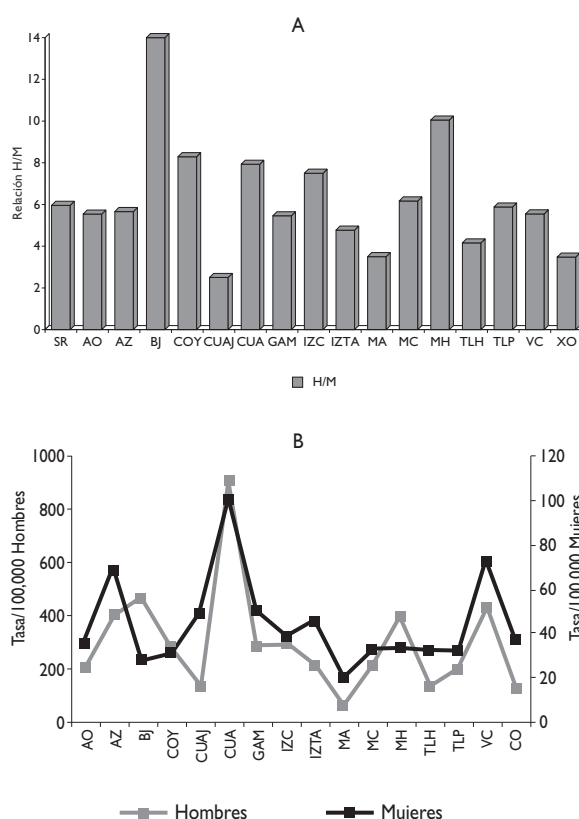 A
Relación H/M
14
12
10
8
6
4
2
0
SR AO AZ BJ COY CUAJ CUA GAM IZC IZTA MA MC MH TLH TLP VC XO
H/M
B
Tasa/100,000 Hombres
1000
800
600
400
200
0
120
100
80
60
40
20
0
Tasa/100,000 Mujeres
AO AZ BJ COY CUAJ CUA GAM IZC IZTA MA MC MH TLH TLP VC CO
Hombres Mujeres